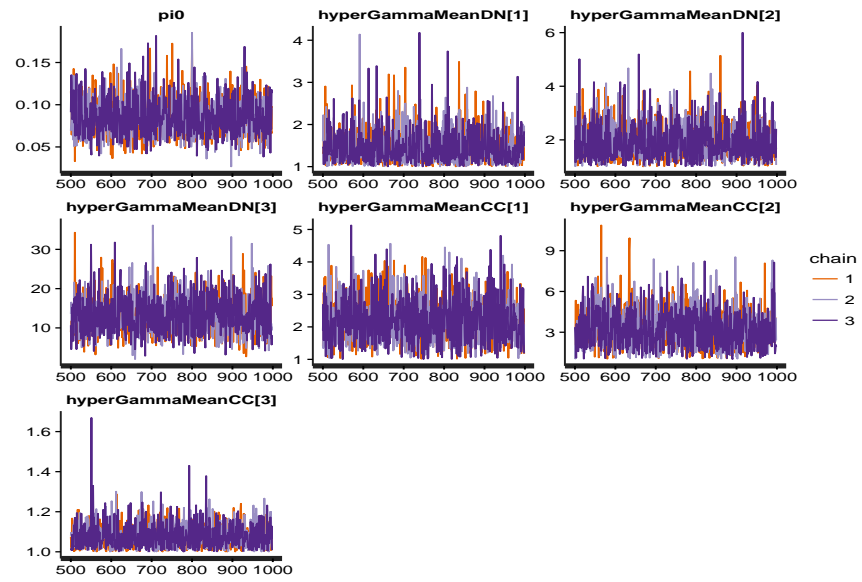 pi0
hyperGammaMeanDN[1]
hyperGammaMeanDN[2]
0.15
0.10
0.05
4
3
2
1
6
4
2
500 600 700 800 900 1000
500 600 700 800 900 1000
500 600 700 800 900 1000
hyperGammaMeanDN[3]
hyperGammaMeanCC[1]
hyperGammaMeanCC[2]
30
20
10
5
4
3
2
1
9
6
3
500 600 700 800 900 1000
500 600 700 800 900 1000
500 600 700 800 900 1000
chain
1
2
3
hyperGammaMeanCC[3]
1.6
1.4
1.2
1.0
500 600 700 800 900 1000